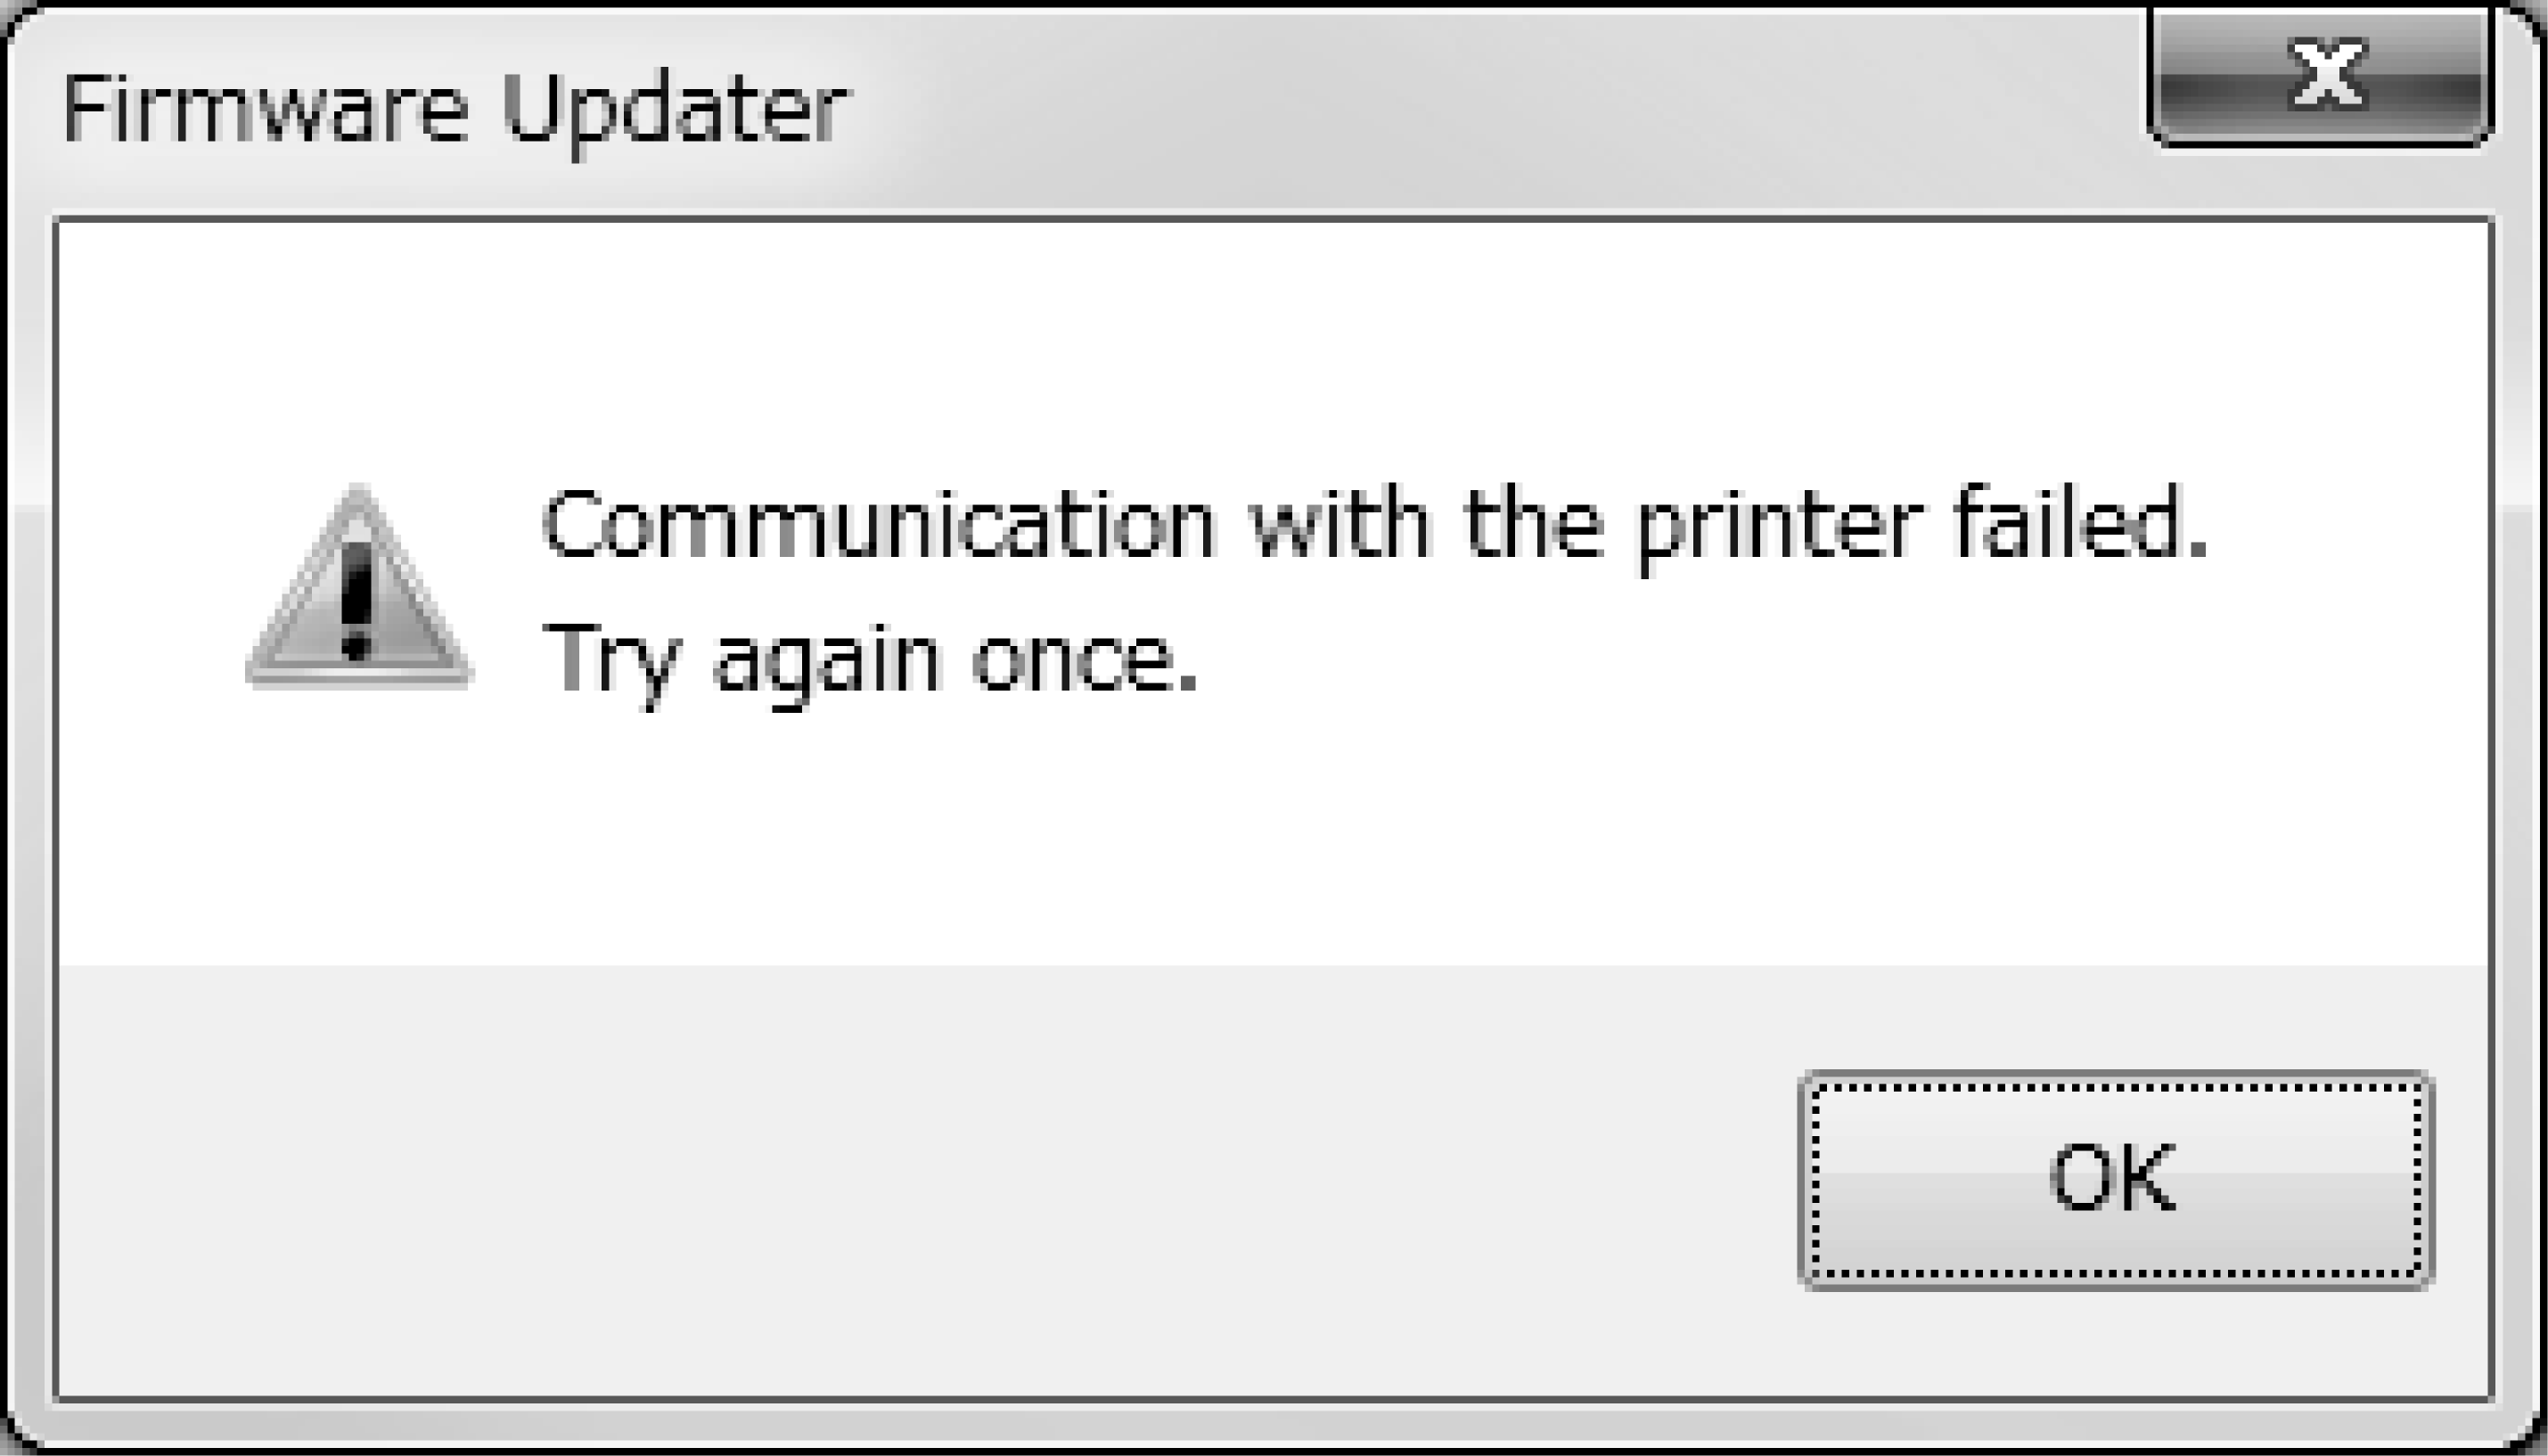 Firmware Updater
Communication with the printer failed.
Try again once.
OK